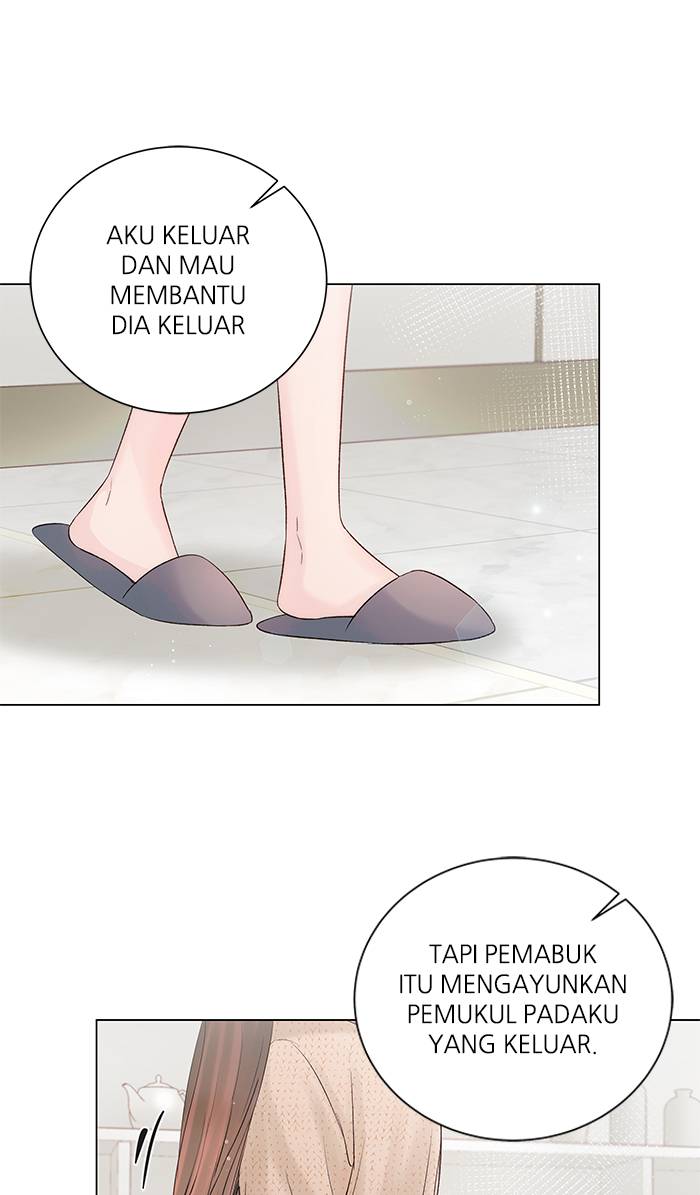 AKU KELUAR
DAN MAU
MEMBANTU
DIA KELUAR
TAPI PEMABUK
ITU MENGAYUNKAN
PEMUKUL PADAKU
YANG KELUAR.